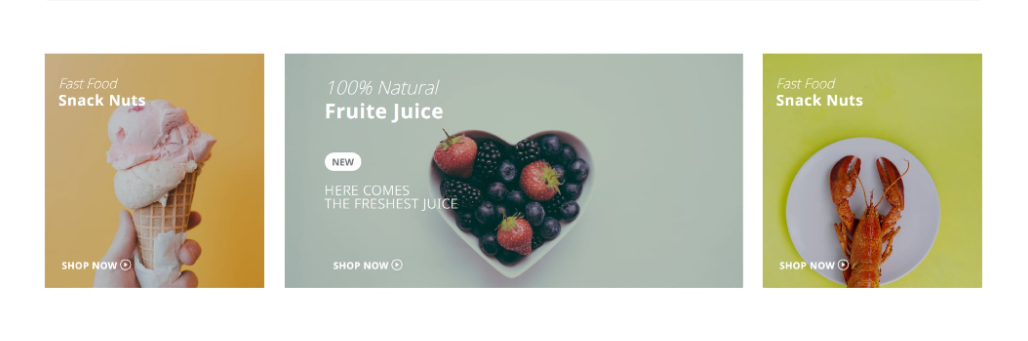 Fast Food
Snack Nuts
SHOP NOW
100% Natural
Fruite Juice
NEW
HERE COMES
THE FRESHEST JUICE
SHOP NOW
Fast Food
Snack Nuts
SHOP NOW